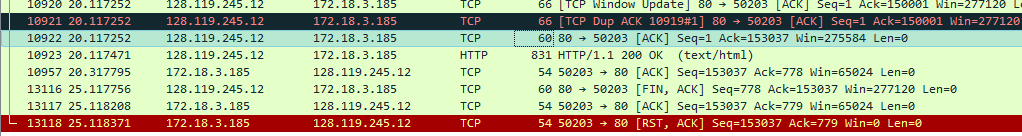 10920 20.117252 128.119.245.12 172.18.3.185 TCP 66 [TCP Window Update] 80 → 50203 [ACK] Seq=1 Ack=150001 Win=277120
10921 20.117252 128.119.245.12 172.18.3.185 TCP 66 [TCP Dup ACK 10919#1] 80 → 50203 [ACK] Seq=1 Ack=150001 Win=277120
10922 20.117252 128.119.245.12 172.18.3.185 TCP 60 80 → 50203 [ACK] Seq=1 Ack=153037 Win=275584 Len=0
10923 20.117471 128.119.245.12 172.18.3.185 HTTP 831 HTTP/1.1 200 OK (text/html)
10957 20.317795 172.18.3.185 128.119.245.12 TCP 54 50203 → 80 [ACK] Seq=153037 Ack=778 Win=65024 Len=0
13116 25.117756 128.119.245.12 172.18.3.185 TCP 60 80 → 50203 [FIN, ACK] Seq=778 Ack=153037 Win=277120 Len=0
13117 25.118208 172.18.3.185 128.119.245.12 TCP 54 50203 → 80 [ACK] Seq=153037 Ack=779 Win=65024 Len=0
13118 25.118371 172.18.3.185 128.119.245.12 TCP 54 50203 → 80 [RST, ACK] Seq=153037 Ack=779 Win=0 Len=0